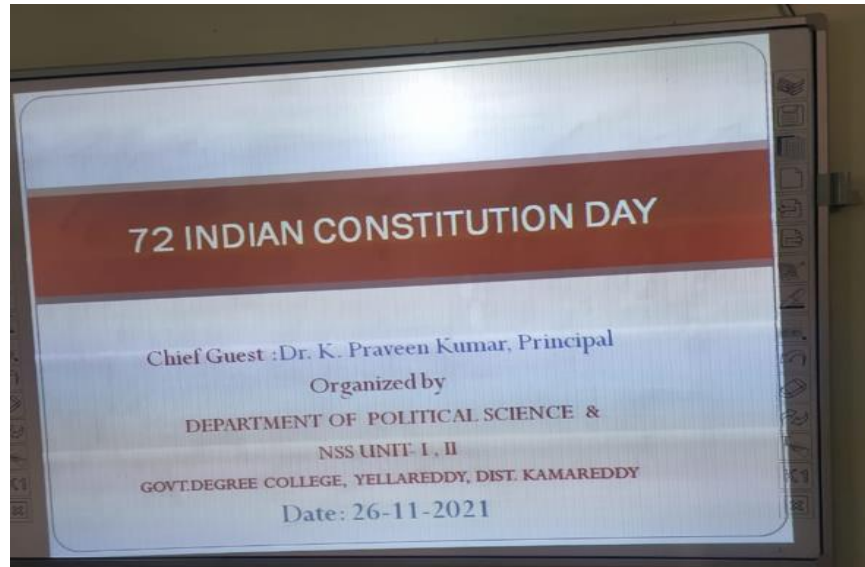 72 INDIAN CONSTITUTION DAY
Chief Guest :Dr. K. Praveen Kumar, Principal
Organized by
DEPARTMENT OF POLITICAL SCIENCE &
NSS UNIT- I , II
GOVT.DEGREE COLLEGE, YELLAREDDY, DIST. KAMAREDDY
Date: 26-11-2021